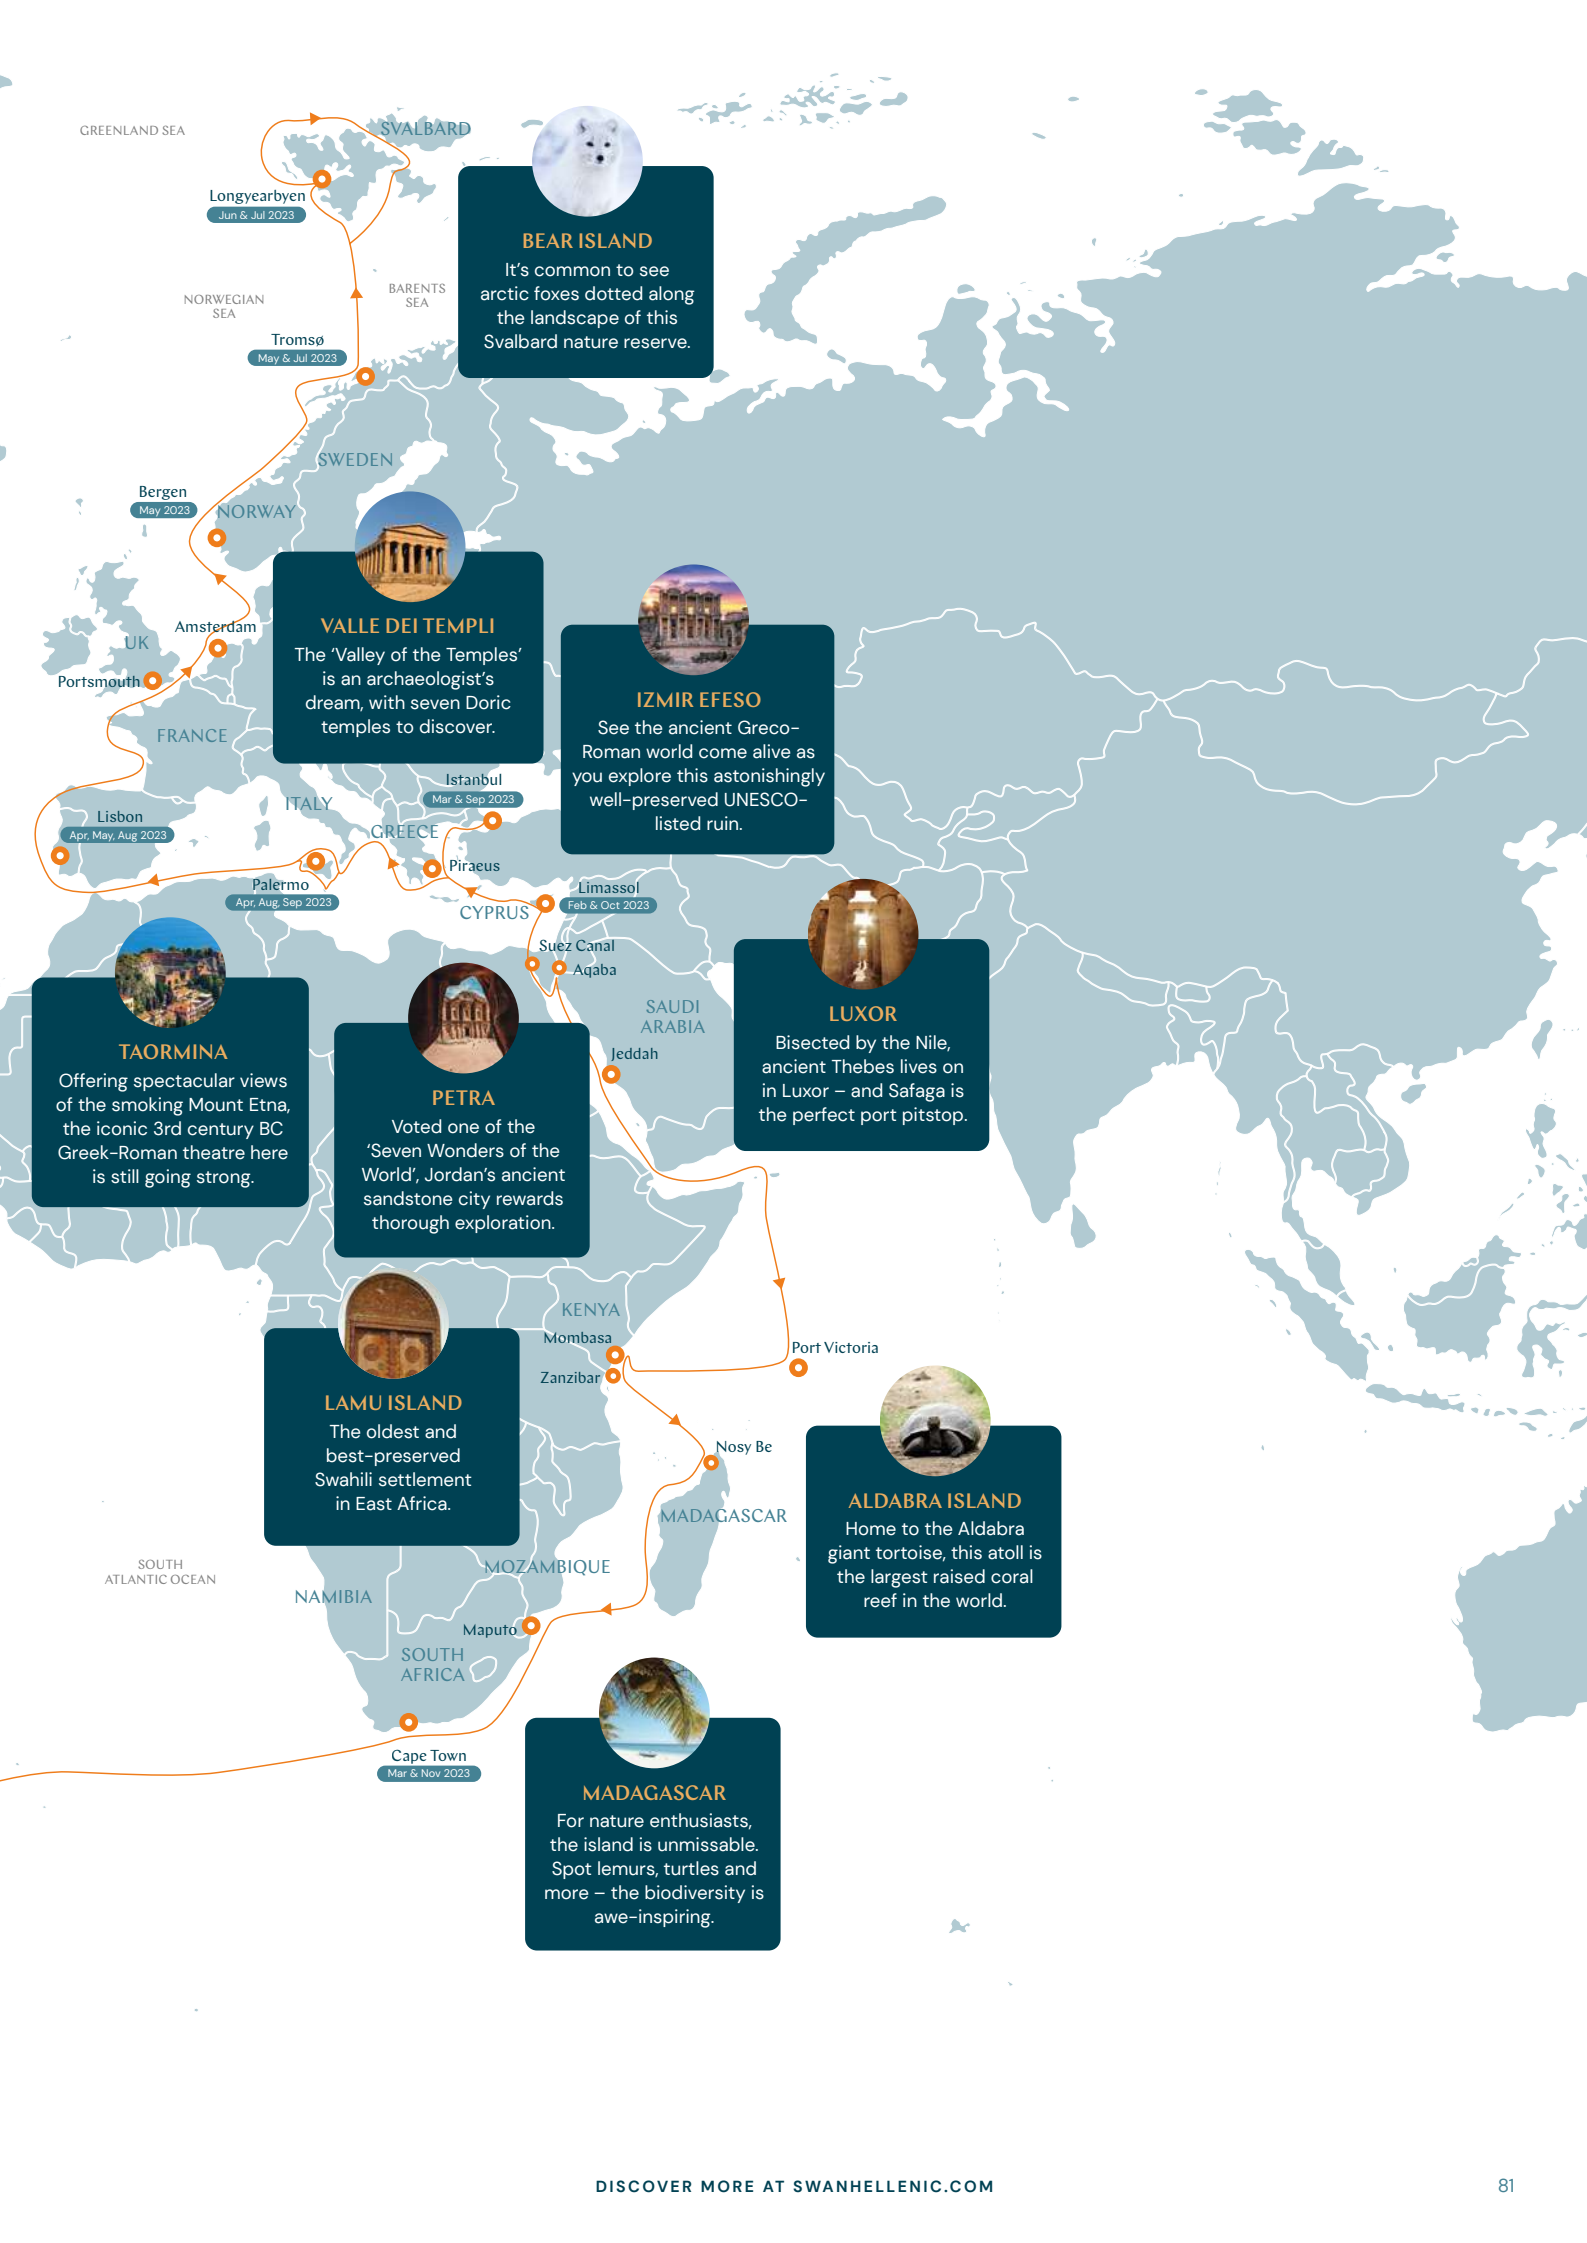 GREENLAND SEA
SVALBARD
Longyearbyen
Jun & Jul 2023
BEAR ISLAND
It's common to see
arctic foxes dotted along
the landscape of this
Svalbard nature reserve.
NORWEGIAN
SEA
BARENTS
SEA
Tromsø
May & Jul 2023
SWEDEN
Bergen
May 2023
NORWAY
Amsterdam
UK
Portsmouth
FRANCE
VALLE DEI TEMPLI
The ‘Valley of the Temples’
is an archaeologist’s
dream, with seven Doric
temples to discover.
IZMIR EFESO
See the ancient Greco-
Roman world come alive as
you explore this astonishingly
well-preserved UNESCO-
listed ruin.
Istanbul
Mar & Sep 2023
ITALY
GREECE
Lisbon
Apr, May, Aug 2023
Piraeus
Palermo
Apr, Aug, Sep 2023
Limassol
Feb & Oct 2023
CYPRUS
Suez Canal
Aqaba
SAUDI
ARABIA
Jeddah
LUXOR
Bisected by the Nile,
ancient Thebes lives on
in Luxor – and Safaga is
the perfect port pitstop.
TAORMINA
Offering spectacular views
of the smoking Mount Etna,
the iconic 3rd century BC
Greek-Roman theatre here
is still going strong.
PETRA
Voted one of the
‘Seven Wonders of the
World’, Jordan’s ancient
sandstone city rewards
thorough exploration.
KENYA
Mombasa
Zanzibar
Port Victoria
LAMU ISLAND
The oldest and
best-preserved
Swahili settlement
in East Africa.
Nosy Be
MADAGASCAR
ALDABRA ISLAND
Home to the Aldabra
giant tortoise, this atoll is
the largest raised coral
reef in the world.
SOUTH
ATLANTIC OCEAN
MOZAMBIQUE
NAMIBIA
Maputo
SOUTH
AFRICA
Cape Town
Mar & Nov 2023
MADAGASCAR
For nature enthusiasts,
the island is unmissable.
Spot lemurs, turtles and
more – the biodiversity is
awe-inspiring.
DISCOVER MORE AT SWANHELLENIC.COM
81